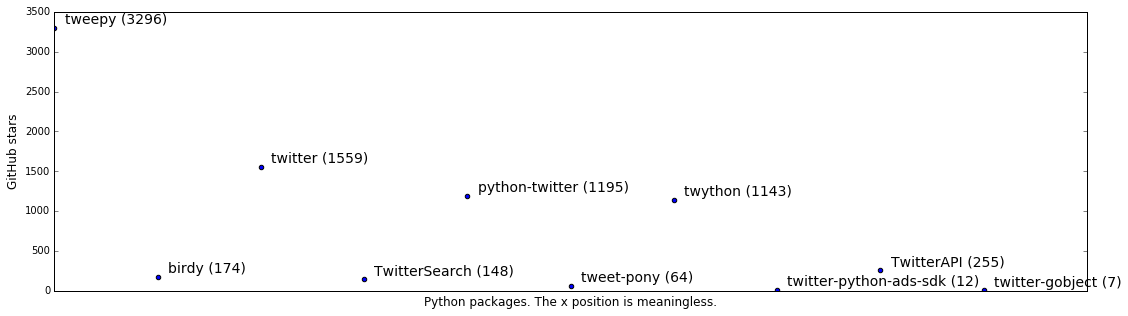 3500
tweepy (3296)
3000
2500
2000
GitHub stars
twitter (1559)
1500
python-twitter (1195)
twython (1143)
1000
500
birdy (174)
TwitterSearch (148)
tweet-pony (64)
TwitterAPI (255)
twitter-python-ads-sdk (12)
twitter-gobject (7)
0
Python packages. The x position is meaningless.